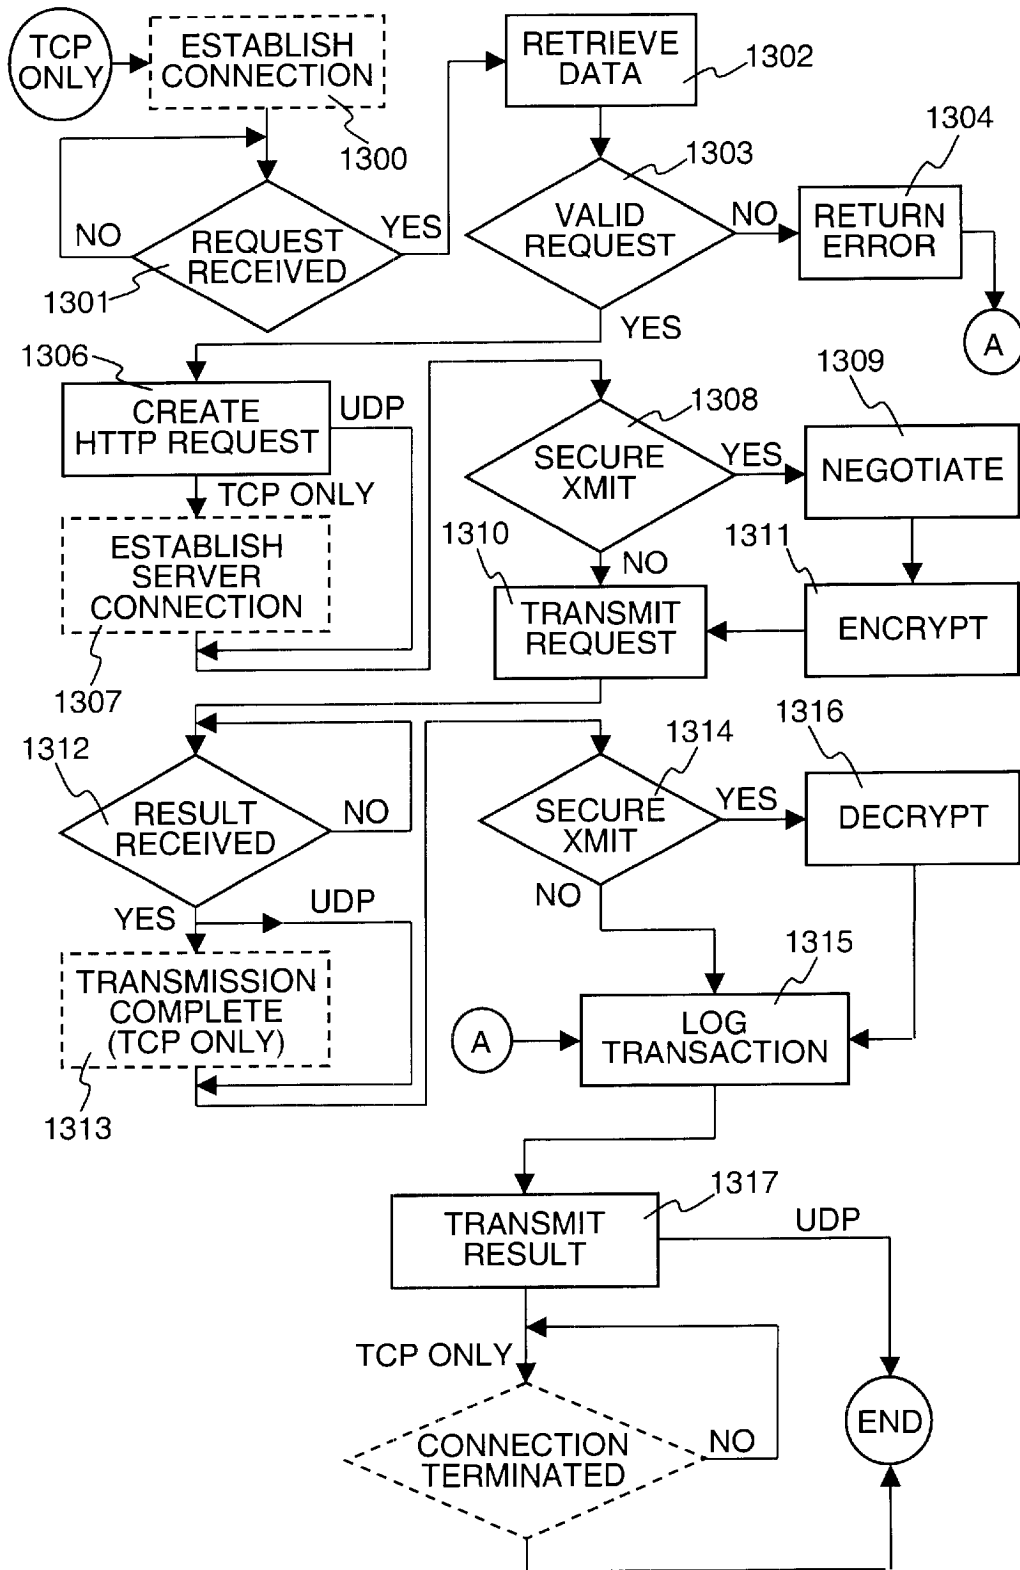 TCP
ONLY
ESTABLISH
CONNECTION
1300
RETRIEVE
DATA
1302
1303
1304
NO
REQUEST
RECEIVED
YES
1301
VALID
REQUEST
NO
RETURN
ERROR
YES
A
1306
CREATE
HTTP REQUEST
UDP
TCP ONLY
ESTABLISH
SERVER
CONNECTION
1307
1308
SECURE
XMIT
YES
1309
NEGOTIATE
1310
NO
1311
TRANSMIT
REQUEST
ENCRYPT
1312
RESULT
RECEIVED
NO
YES
UDP
TRANSMISSION
COMPLETE
(TCP ONLY)
1313
1314
SECURE
XMIT
YES
1316
DECRYPT
NO
1315
A
LOG
TRANSACTION
1317
TRANSMIT
RESULT
UDP
TCP ONLY
CONNECTION
TERMINATED
NO
END